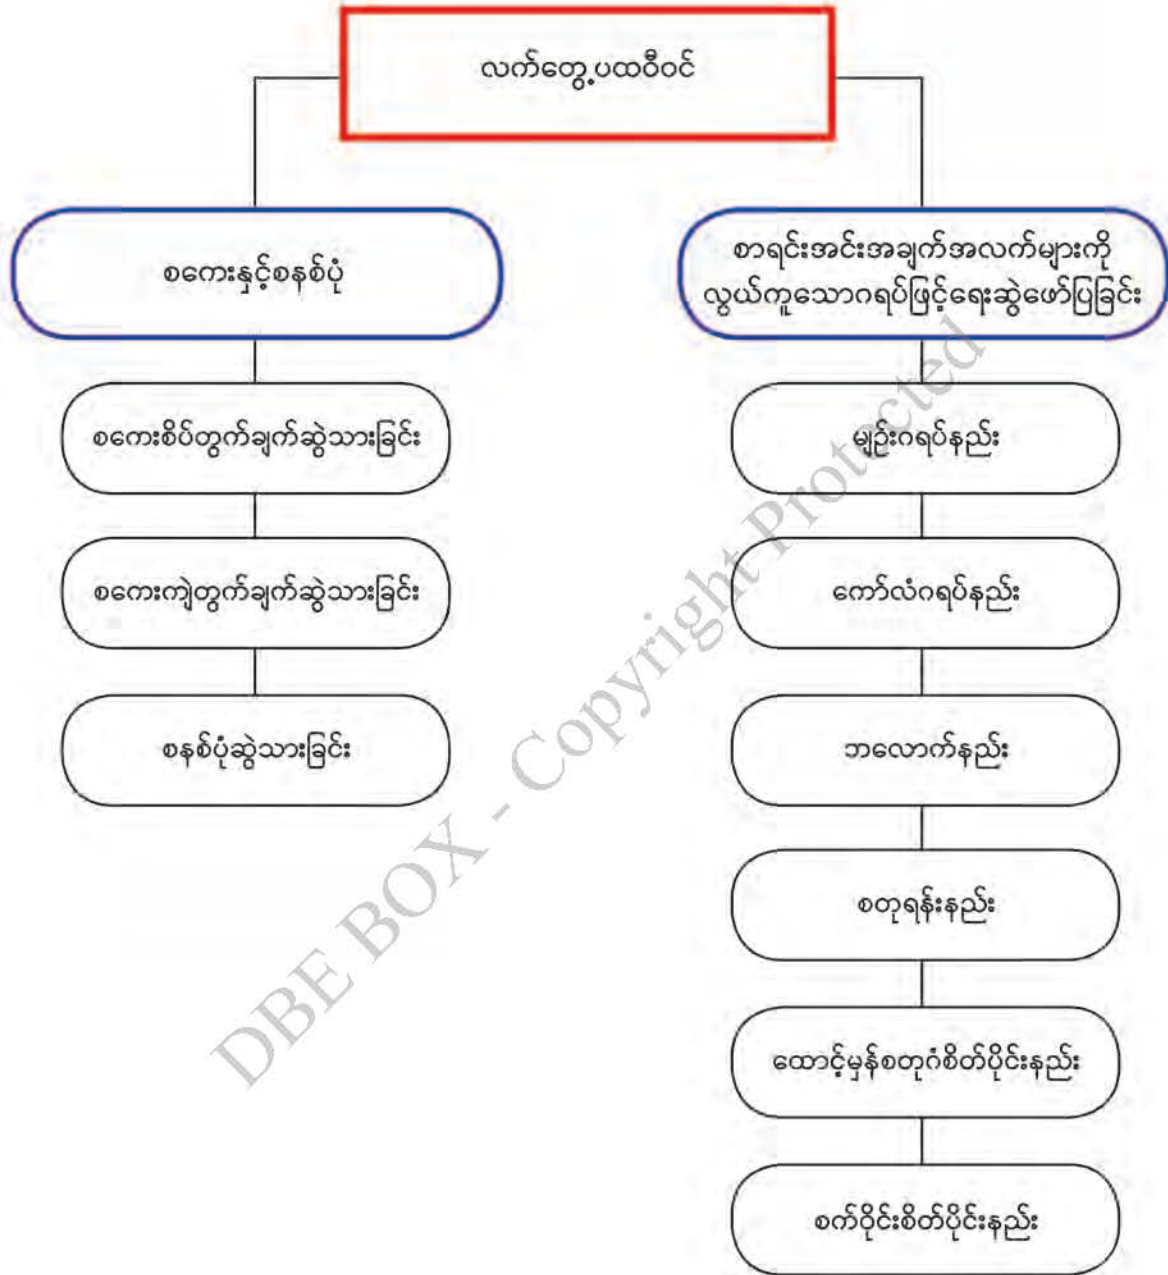 လက်တွေ့ပထဝီဝင်
စကေးနှင့်စနစ်ပုံ
စကေးစိပ်တွက်ချက်ဆွဲသားခြင်း
စကေးကျဲတွက်ချက်ဆွဲသားခြင်း
စနစ်ပုံဆွဲသားခြင်း
စာရင်းအင်းအချက်အလက်များကို
လွယ်ကူသောဂရပ်ဖြင့်ရေးဆွဲဖော်ပြခြင်း
မျဉ်းဂရပ်နည်း
ကော်လံဂရပ်နည်း
ဘလောက်နည်း
စတုရန်းနည်း
ထောင့်မှန်စတုဂံစိတ်ပိုင်းနည်း
စက်ဝိုင်းစိတ်ပိုင်းနည်း
DBE BOX - Copyright Protected